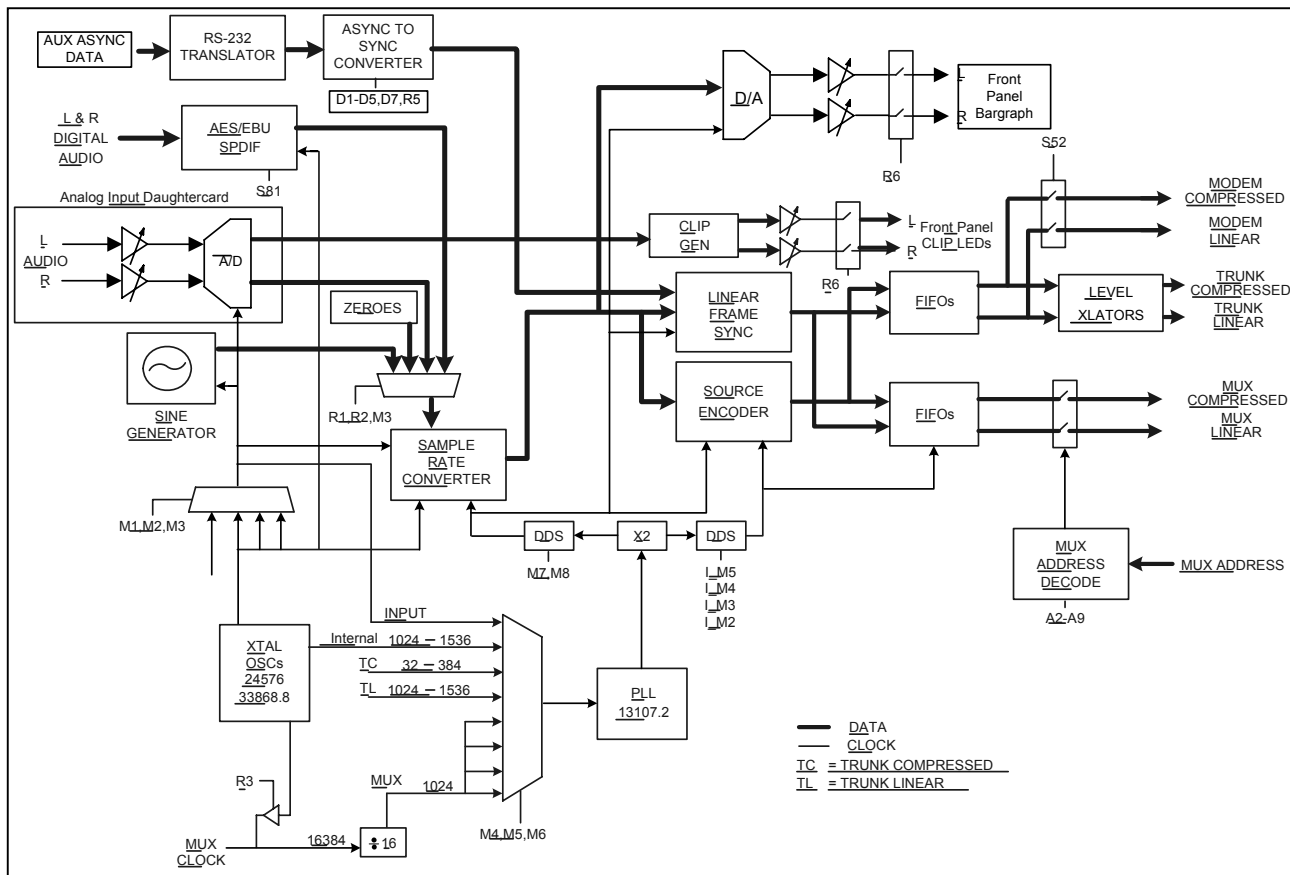 AUX ASYNC
DATA
RS-232
TRANSLATOR
ASYNC TO
SYNC
CONVERTER
D1-D5,D7,R5
L & R
DIGITAL
AUDIO
AES/EBU
SPDIF
S81
Analog Input Daughtercard
L
AUDIO
R
A/D
ZEROES
SINE
GENERATOR
R1,R2,M3
SAMPLE
RATE
CONVERTER
M1,M2,M3
D/A
R6
L
R
Front
Panel
Bargraph
CLIP
GEN
R6
L
R
Front Panel
CLIP LEDs
S52
MODEM
COMPRESSED
MODEM
LINEAR
LINEAR
FRAME
SYNC
FIFOs
LEVEL
XLATORS
TRUNK
COMPRESSED
TRUNK
LINEAR
SOURCE
ENCODER
FIFOs
MUX
COMPRESSED
MUX
LINEAR
DDS
X2
DDS
M7,M8
I_M5
I_M4
I_M3
I_M2
MUX
ADDRESS
DECODE
MUX ADDRESS
A2-A9
XTAL
OSCs
24576
33868.8
INPUT
Internal 1024 – 1536
TC 32 – 384
TL 1024 – 1536
PLL
13107.2
R3
MUX 1024
MUX
CLOCK
16384
÷ 16
M4,M5,M6
DATA
CLOCK
TC = TRUNK COMPRESSED
TL = TRUNK LINEAR